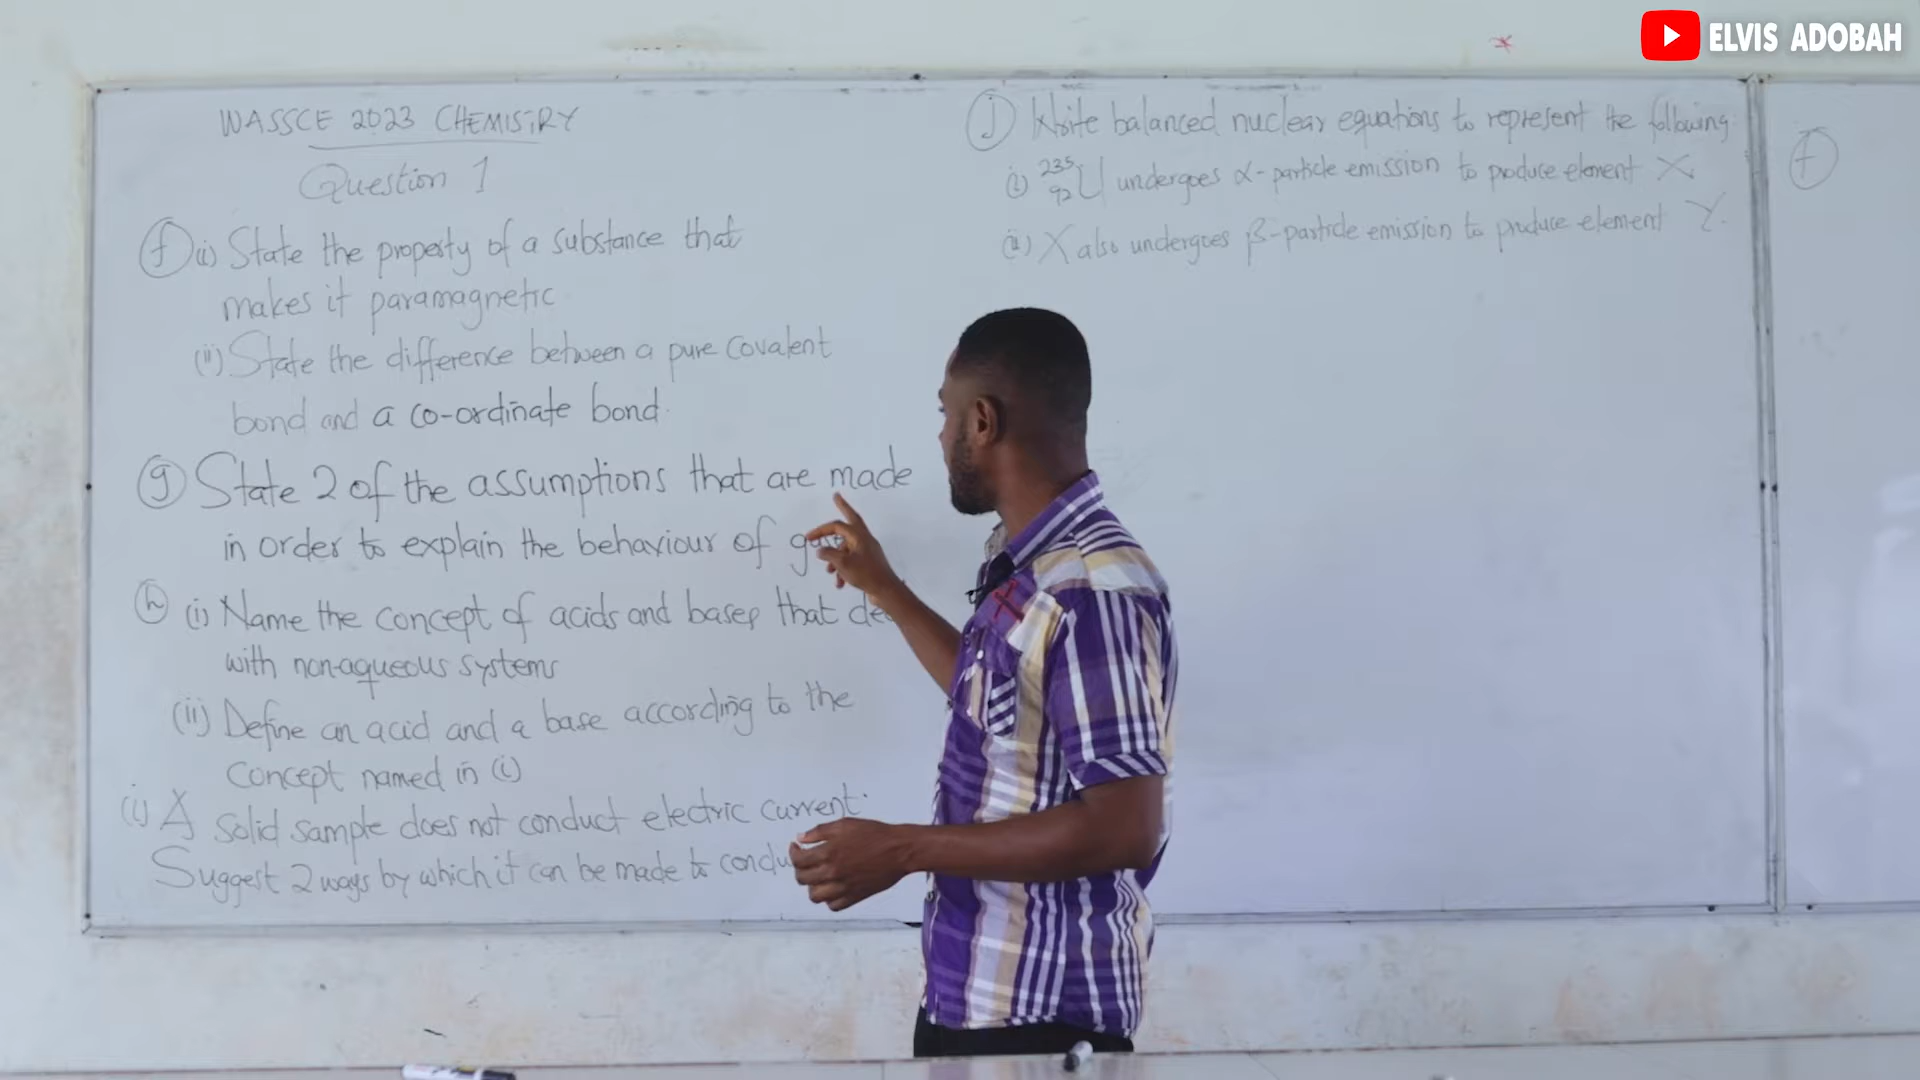 ELVIS ADOBAH
WASSCE 2023 CHEMISTRY
Question 1
f (i) State the property of a substance that
makes it paramagnetic
(ii) State the difference between a pure covalent
bond and a co-ordinate bond.
g State 2 of the assumptions that are made
in order to explain the behaviour of
h (i) Name the concept of acids and bases that
with non-aqueous systems
(ii) Define an acid and a base according to the
concept named in (i)
(i) A solid sample does not conduct electric current.
Suggest 2 ways by which it can be made to
j Write balanced nuclear equations to represent the following
(i) 235 92 U undergoes α-particle emission to produce element X.
(ii) X also undergoes β-particle emission to produce element Y.
f